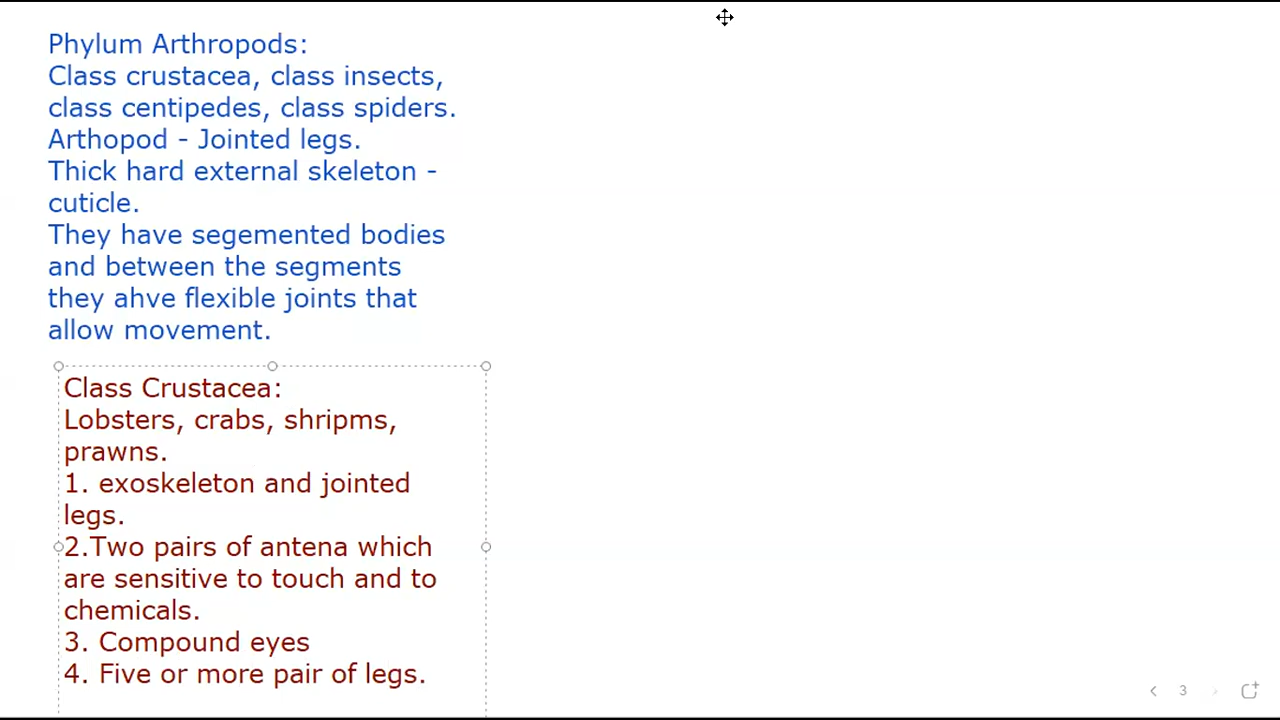 Phylum Arthropods:
Class crustacea, class insects,
class centipedes, class spiders.
Arthopod - Jointed legs.
Thick hard external skeleton -
cuticle.
They have segemented bodies
and between the segments
they ahve flexible joints that
allow movement.
Class Crustacea:
Lobsters, crabs, shripms,
prawns.
1. exoskeleton and jointed
legs.
2.Two pairs of antena which
are sensitive to touch and to
chemicals.
3. Compound eyes
4. Five or more pair of legs.
3